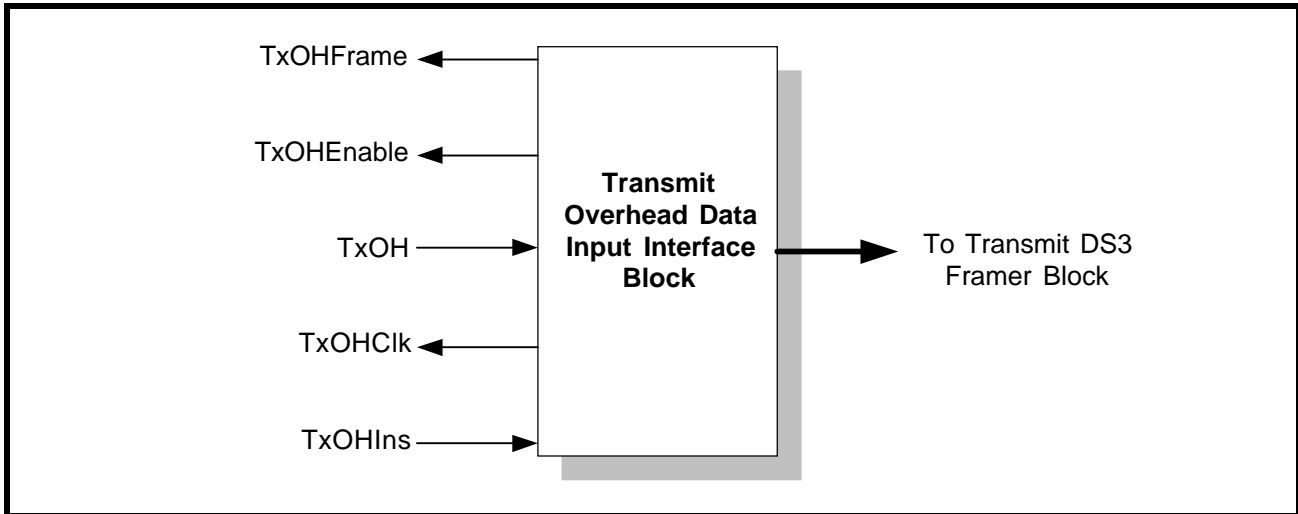 TxOHFrame
TxOHEnable
TxOH
TxOHClk
TxOHIns
Transmit
Overhead Data
Input Interface
Block
To Transmit DS3
Framer Block